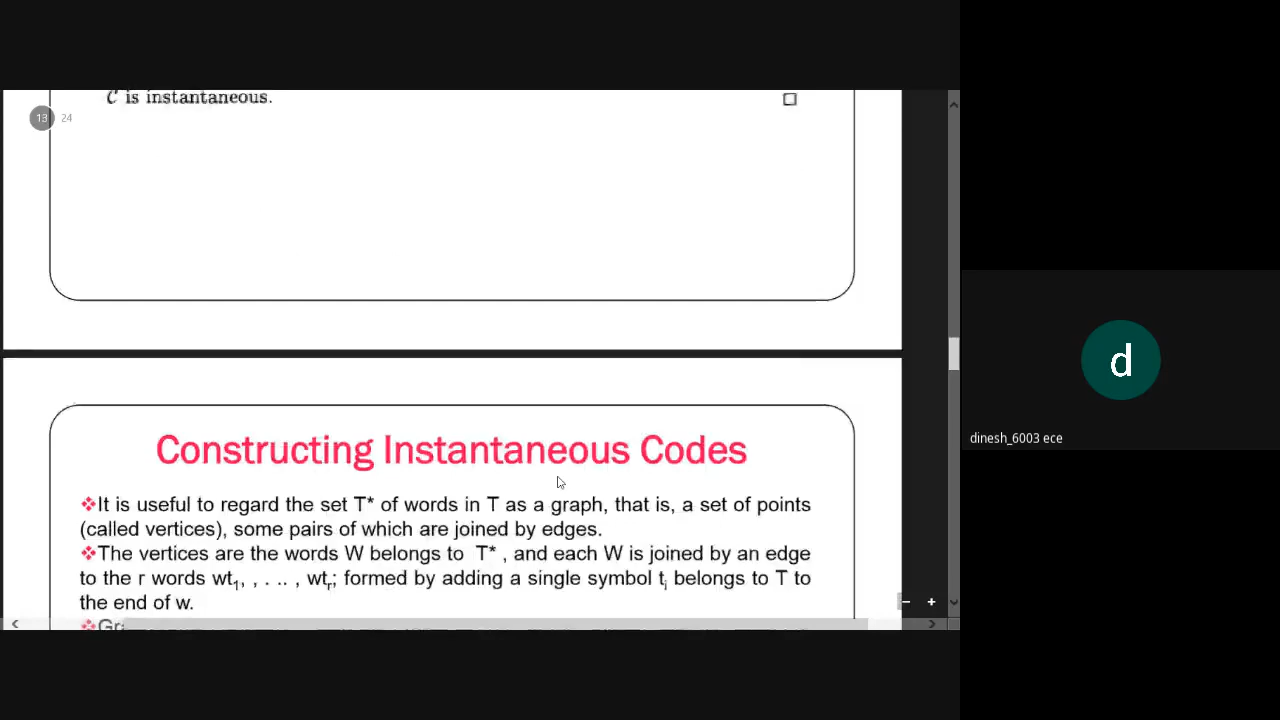 C is instantaneous.
13 24
Constructing Instantaneous Codes
❖It is useful to regard the set T* of words in T as a graph, that is, a set of points
(called vertices), some pairs of which are joined by edges.
❖The vertices are the words W belongs to T* , and each W is joined by an edge
to the r words wt₁, , . .. , wtᵣ; formed by adding a single symbol tᵢ belongs to T to
the end of w.
d
dinesh_6003 ece